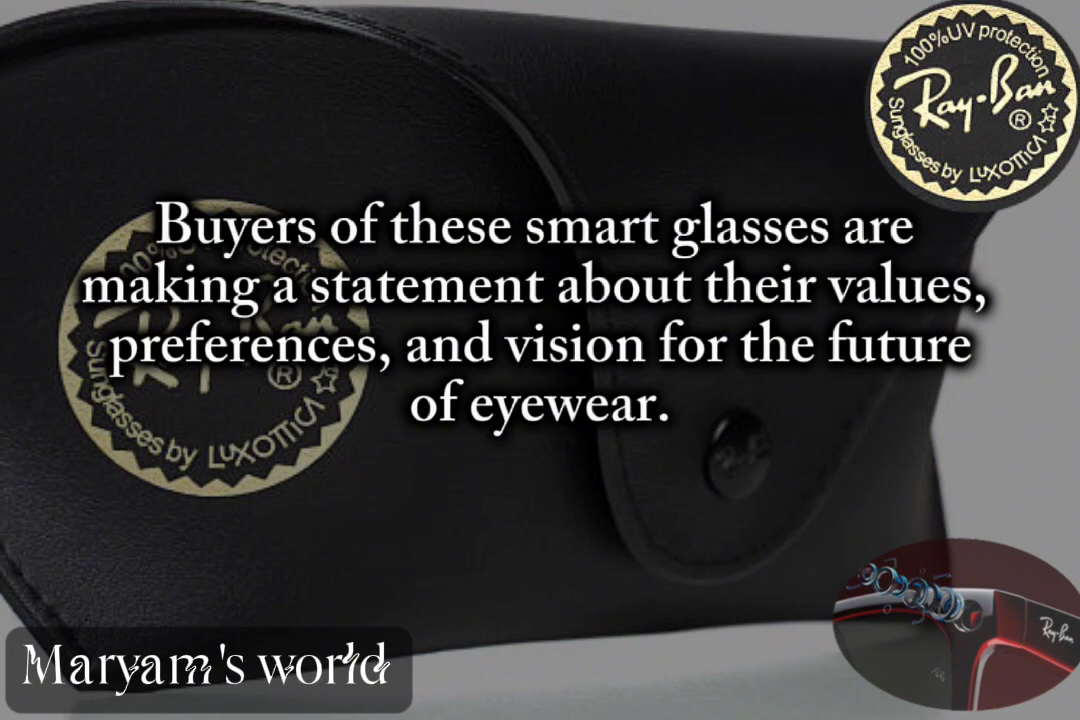 100% UV protection
Ray-Ban ®
Sunglasses by LUXOTTICA
Buyers of these smart glasses are
making a statement about their values,
preferences, and vision for the future
of eyewear.
Sunglasses by LUXOTTICA
®
Ray-Ban
Maryam's world